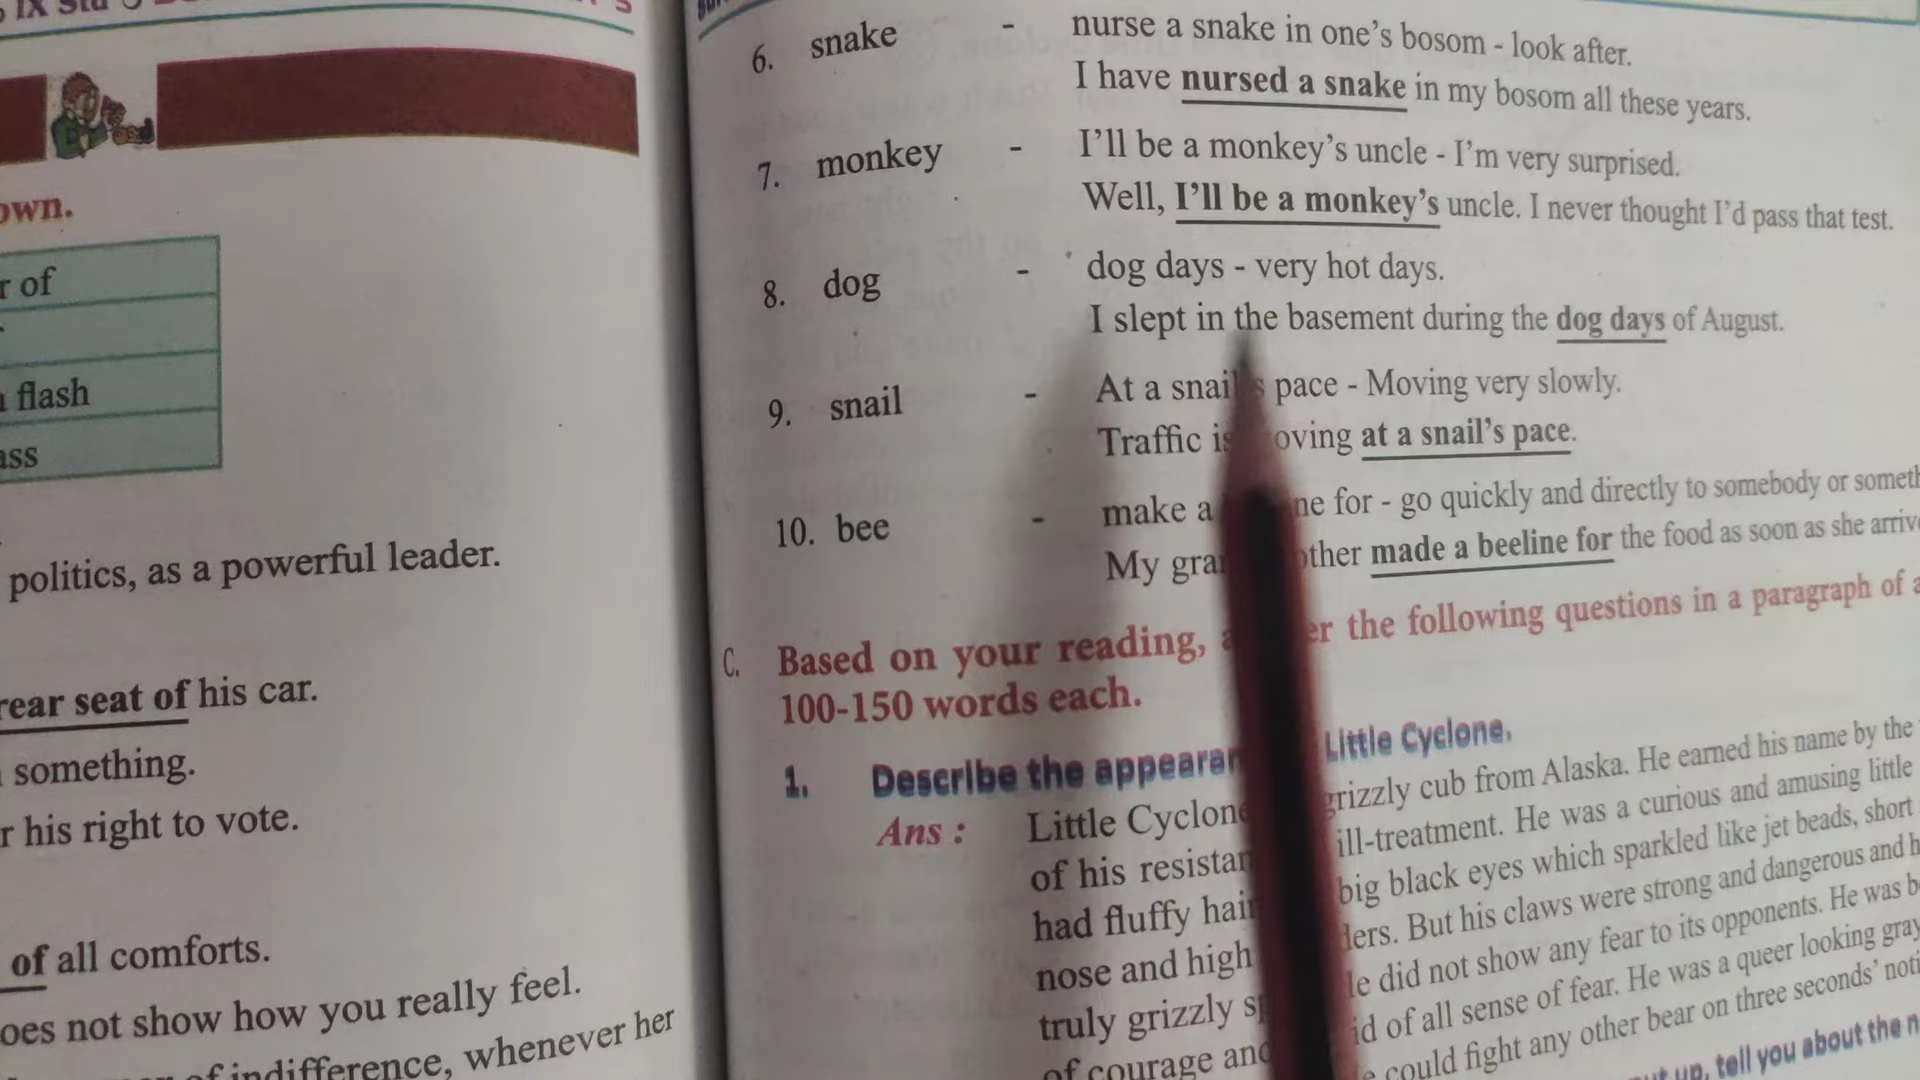 IX Std
own.
r of
flash
ass
politics, as a powerful leader.
rear seat of his car.
something.
r his right to vote.
of all comforts.
oes not show how you really feel.
of indifference, whenever her
6. snake - nurse a snake in one's bosom - look after.
I have nursed a snake in my bosom all these years.
7. monkey - I'll be a monkey's uncle - I'm very surprised.
Well, I'll be a monkey's uncle. I never thought I'd pass that test.
8. dog - dog days - very hot days.
I slept in the basement during the dog days of August.
9. snail - At a snail's pace - Moving very slowly.
Traffic is oving at a snail's pace.
10. bee - make a ne for - go quickly and directly to somebody or someth
My gra other made a beeline for the food as soon as she arrive
C. Based on your reading, a er the following questions in a paragraph of a
100-150 words each.
1. Describe the appearan Little Cyclone.
Ans : Little Cyclone grizzly cub from Alaska. He earned his name by the
of his resistan ill-treatment. He was a curious and amusing little
had fluffy hair big black eyes which sparkled like jet beads, short
nose and high ders. But his claws were strong and dangerous and h
truly grizzly sp le did not show any fear to its opponents. He was b
of courage and id of all sense of fear. He was a queer looking gray
could fight any other bear on three seconds' noti
up, tell you about the n